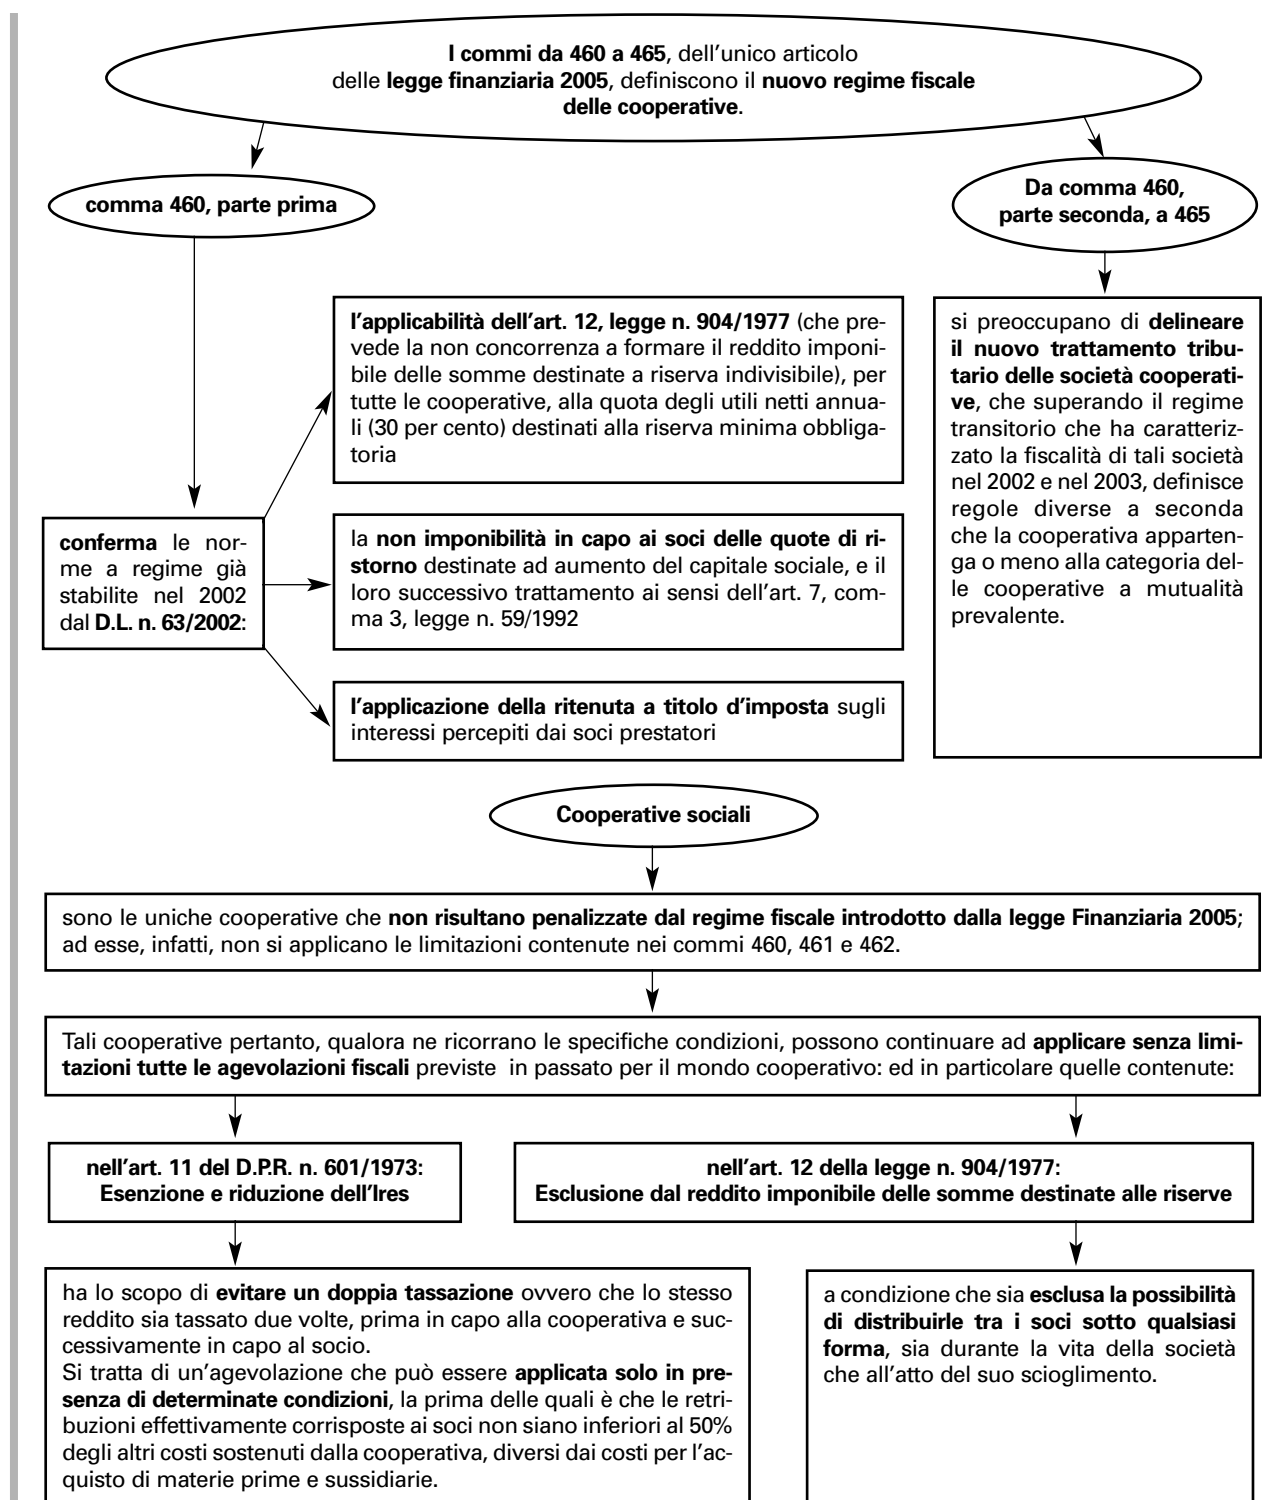 I commi da 460 a 465, dell'unico articolo
delle legge finanziaria 2005, definiscono il nuovo regime fiscale
delle cooperative.
comma 460, parte prima
Da comma 460,
parte seconda, a 465
l'applicabilità dell'art. 12, legge n. 904/1977 (che pre-
vede la non concorrenza a formare il reddito imponi-
bile delle somme destinate a riserva indivisibile), per
tutte le cooperative, alla quota degli utili netti annua-
li (30 per cento) destinati alla riserva minima obbliga-
toria
si preoccupano di delineare
il nuovo trattamento tribu-
tario delle società cooperati-
ve, che superando il regime
transitorio che ha caratteriz-
zato la fiscalità di tali società
nel 2002 e nel 2003, definisce
regole diverse a seconda
che la cooperativa apparten-
ga o meno alla categoria del-
le cooperative a mutualità
prevalente.
conferma le nor-
me a regime già
stabilite nel 2002
dal D.L. n. 63/2002:
la non imponibilità in capo ai soci delle quote di ri-
storno destinate ad aumento del capitale sociale, e il
loro successivo trattamento ai sensi dell'art. 7, com-
ma 3, legge n. 59/1992
l'applicazione della ritenuta a titolo d'imposta sugli
interessi percepiti dai soci prestatori
Cooperative sociali
sono le uniche cooperative che non risultano penalizzate dal regime fiscale introdotto dalla legge Finanziaria 2005;
ad esse, infatti, non si applicano le limitazioni contenute nei commi 460, 461 e 462.
Tali cooperative pertanto, qualora ne ricorrano le specifiche condizioni, possono continuare ad applicare senza limi-
tazioni tutte le agevolazioni fiscali previste in passato per il mondo cooperativo: ed in particolare quelle contenute:
nell'art. 11 del D.P.R. n. 601/1973:
Esenzione e riduzione dell'Ires
nell'art. 12 della legge n. 904/1977:
Esclusione dal reddito imponibile delle somme destinate alle riserve
ha lo scopo di evitare un doppia tassazione ovvero che lo stesso
reddito sia tassato due volte, prima in capo alla cooperativa e suc-
cessivamente in capo al socio.
Si tratta di un'agevolazione che può essere applicata solo in pre-
senza di determinate condizioni, la prima delle quali è che le retri-
buzioni effettivamente corrisposte ai soci non siano inferiori al 50%
degli altri costi sostenuti dalla cooperativa, diversi dai costi per l'ac-
quisto di materie prime e sussidiarie.
a condizione che sia esclusa la possibilità
di distribuirle tra i soci sotto qualsiasi
forma, sia durante la vita della società
che all'atto del suo scioglimento.